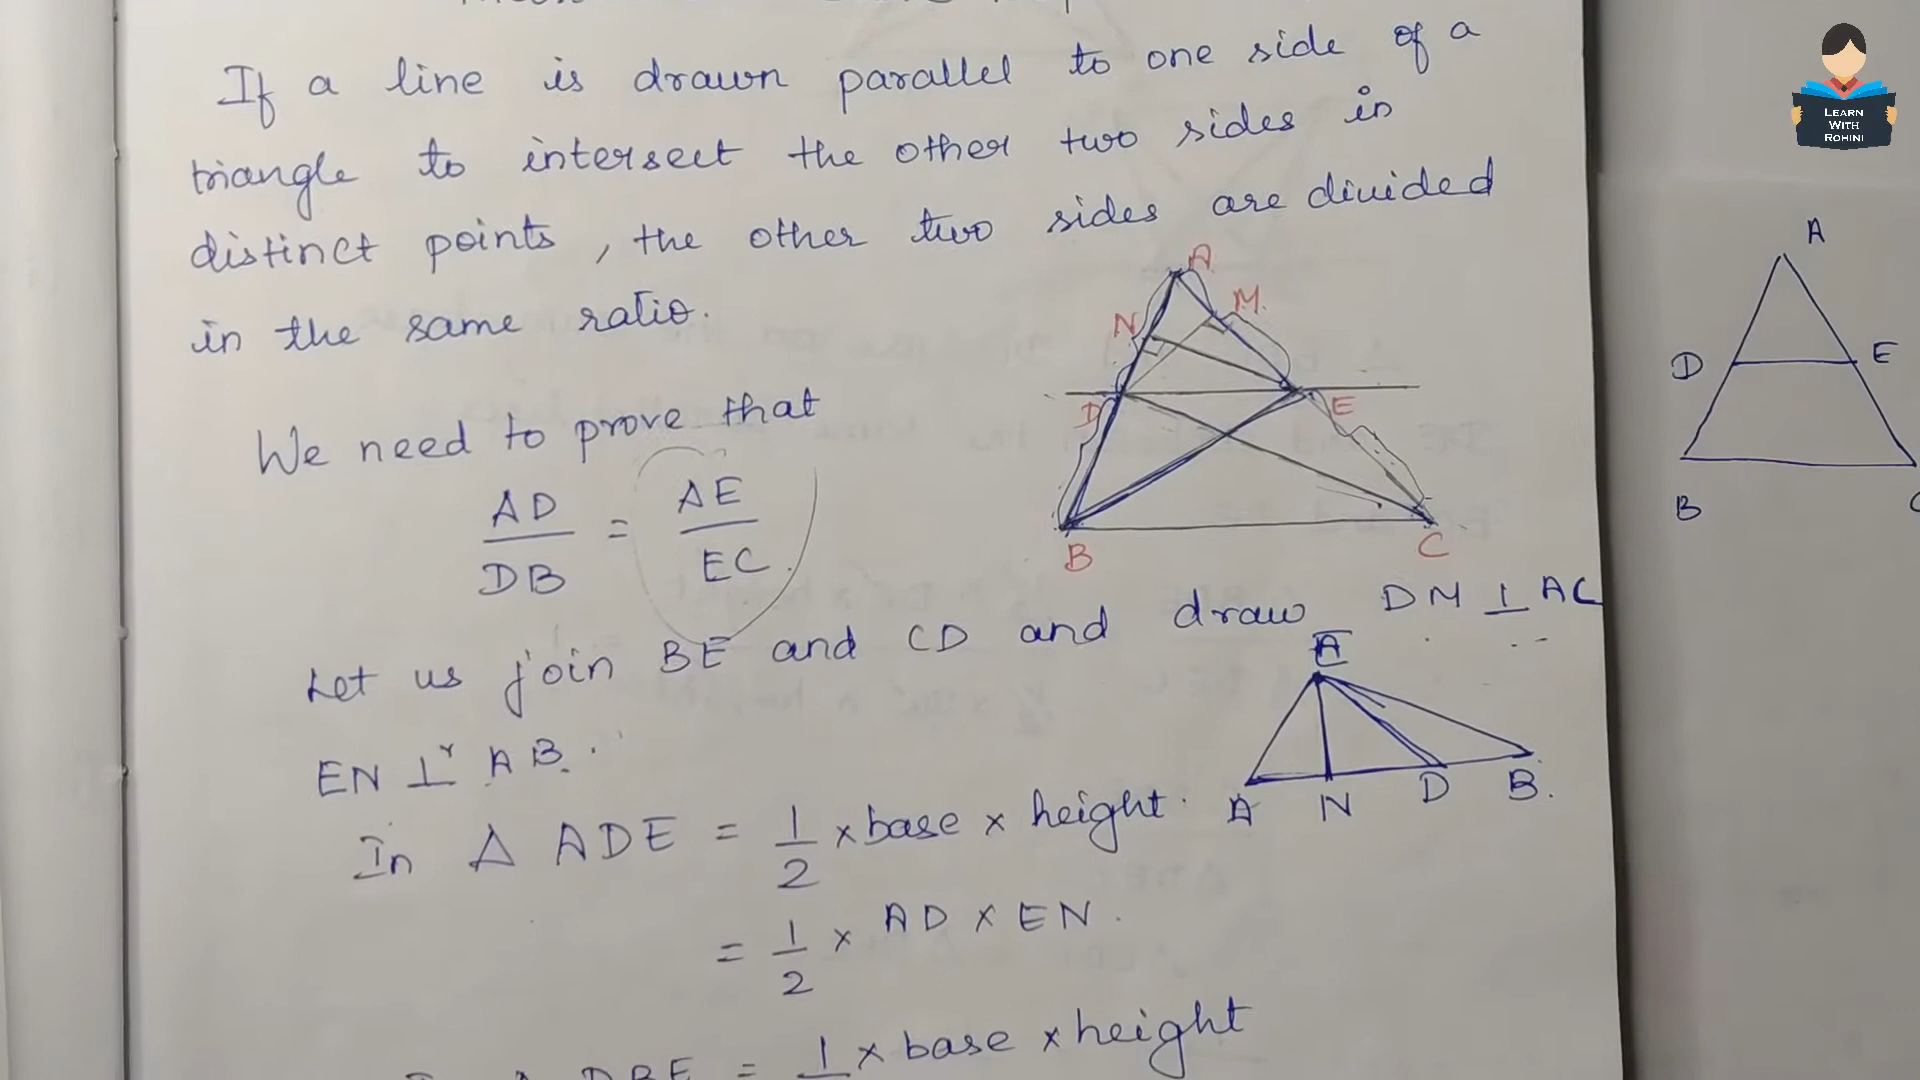 If a line is drawn parallel to one side of a
triangle to intersect the other two sides in
distinct points, the other two sides are divided
in the same ratio.
We need to prove that
AD/DB = AE/EC.
A
N
M
D
E
B
C
Let us join BE and CD and draw DM ⊥ AC
EN ⊥r AB.
In Δ ADE = 1/2 × base × height.
= 1/2 × AD × EN.
DBE = 1 × base × height
E
A N D B.
A
D E
B
LEARN
WITH
ROHINI